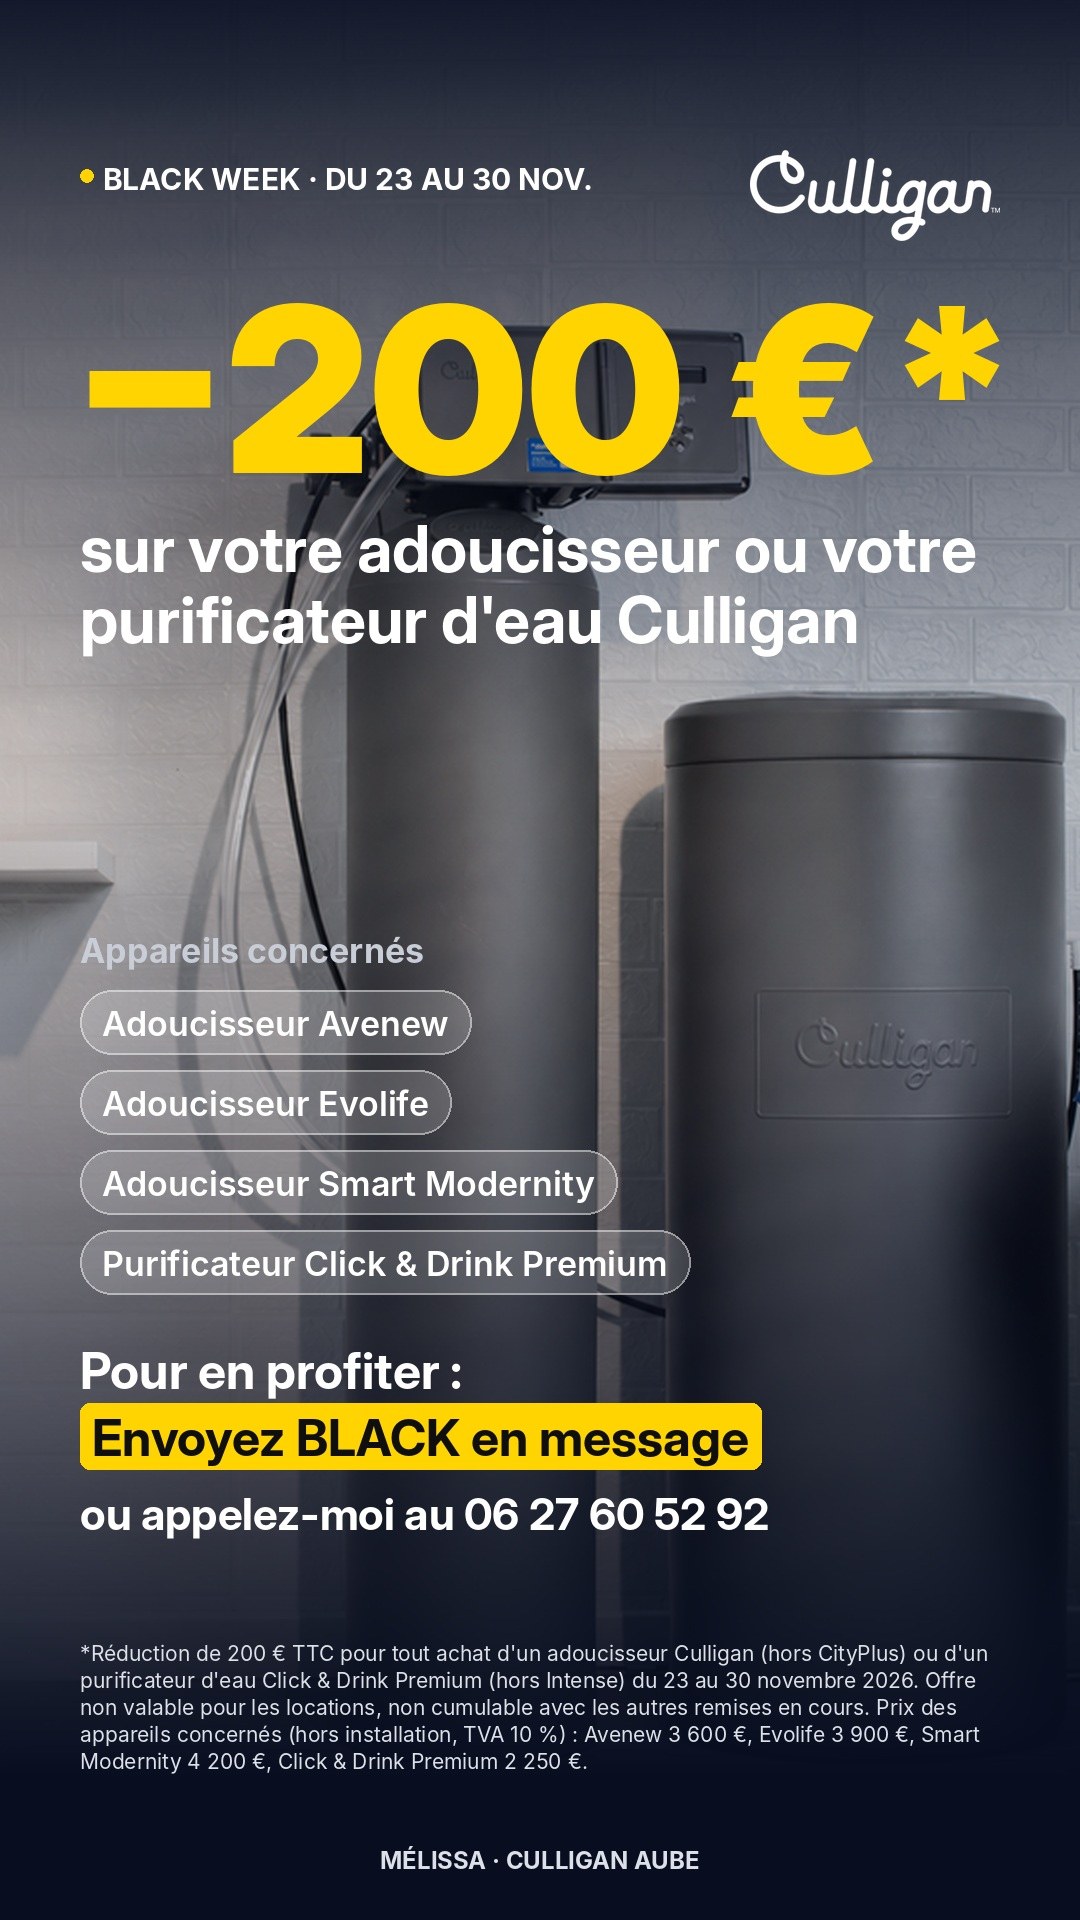 BLACK WEEK · DU 23 AU 30 NOV.
Culligan™
−200 €*
sur votre adoucisseur ou votre
purificateur d'eau Culligan
Appareils concernés
Adoucisseur Avenew
Adoucisseur Evolife
Culligan
Adoucisseur Smart Modernity
Purificateur Click & Drink Premium
Pour en profiter :
Envoyez BLACK en message
ou appelez-moi au 06 27 60 52 92
*Réduction de 200 € TTC pour tout achat d'un adoucisseur Culligan (hors CityPlus) ou d'un
purificateur d'eau Click & Drink Premium (hors Intense) du 23 au 30 novembre 2026. Offre
non valable pour les locations, non cumulable avec les autres remises en cours. Prix des
appareils concernés (hors installation, TVA 10 %) : Avenew 3 600 €, Evolife 3 900 €, Smart
Modernity 4 200 €, Click & Drink Premium 2 250 €.
MÉLISSA · CULLIGAN AUBE